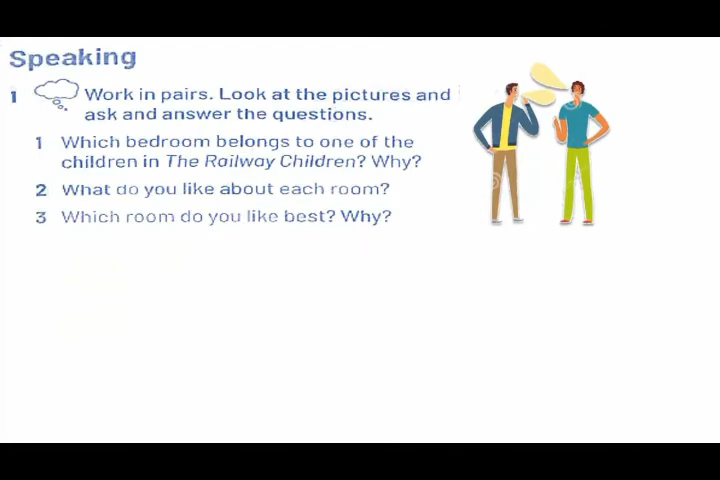 Speaking
1 Work in pairs. Look at the pictures and
ask and answer the questions.
1 Which bedroom belongs to one of the
children in The Railway Children? Why?
2 What do you like about each room?
3 Which room do you like best? Why?